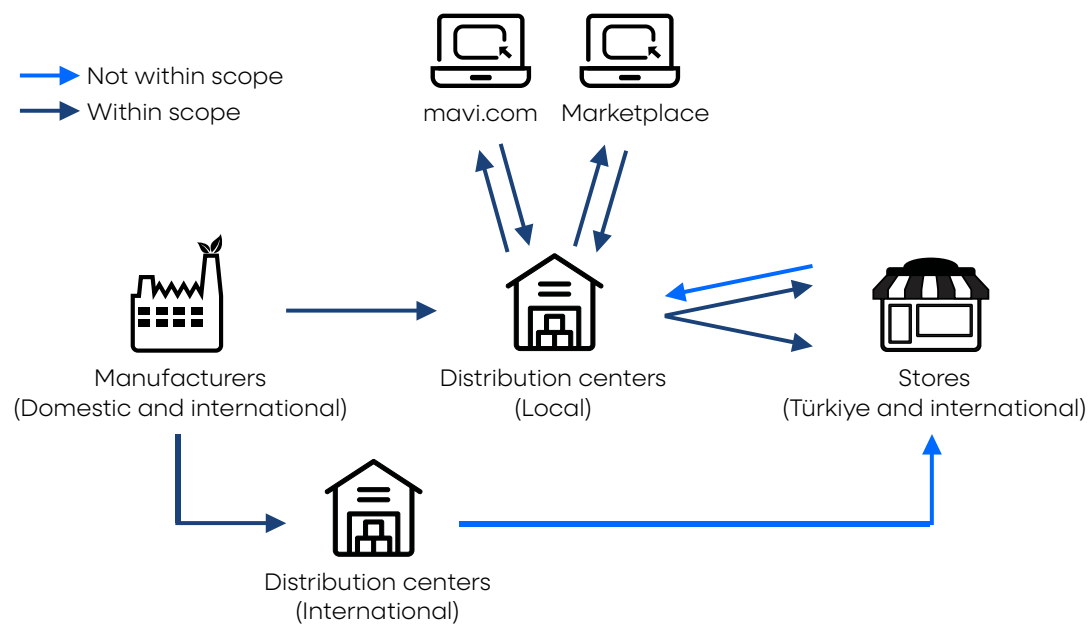 Not within scope
Within scope
mavi.com
Marketplace
Manufacturers
(Domestic and international)
Distribution centers
(Local)
Stores
(Türkiye and international)
Distribution centers
(International)